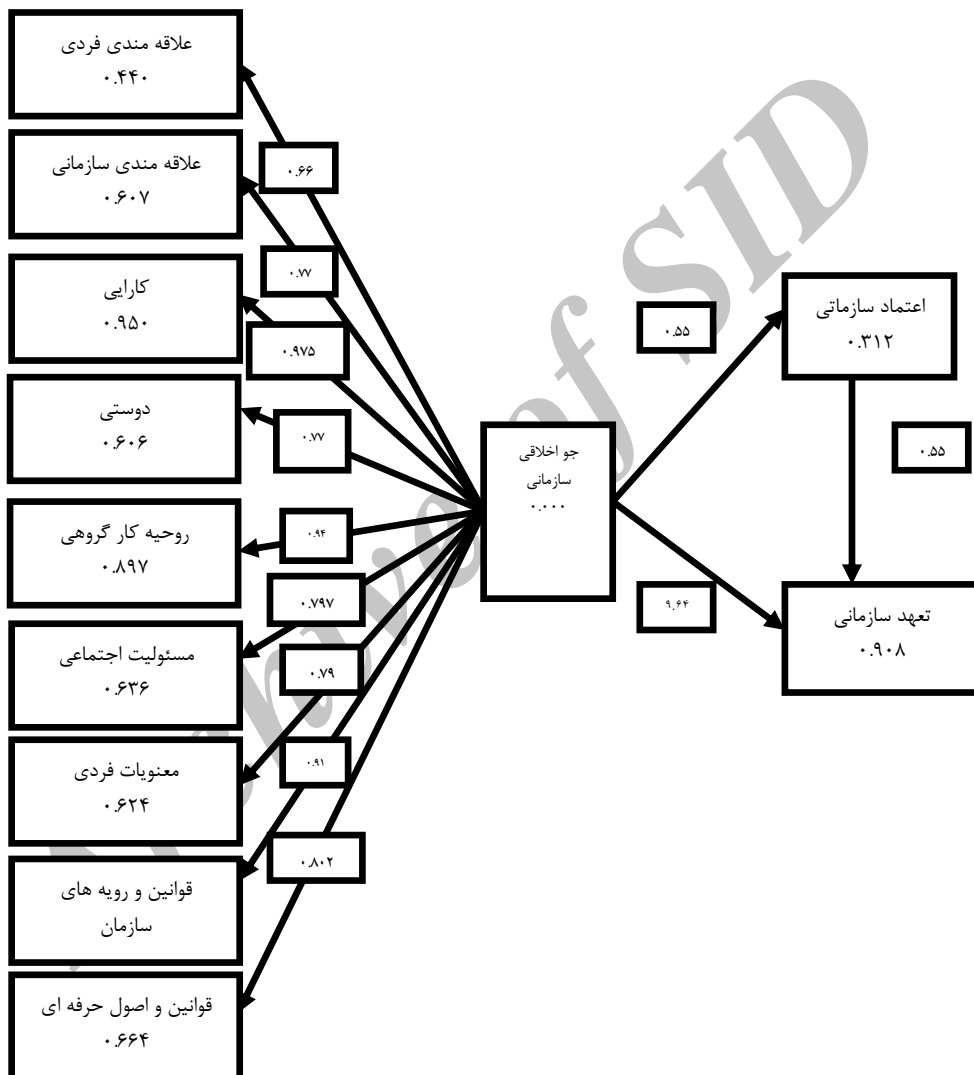 علاقه مندی فردی
۰.۴۴۰
علاقه مندی سازمانی
۰.۶۰۷
کارایی
۰.۹۵۰
دوستی
۰.۶۰۶
روحیه کار گروهی
۰.۸۹۷
مسئولیت اجتماعی
۰.۶۳۶
معنویات فردی
۰.۶۲۴
قوانین و رویه های
سازمان
قوانین و اصول حرفه ای
۰.۶۶۴
۰.۶۶
۰.۷۷
۰.۹۷۵
۰.۷۷
۰.۹۴
۰.۷۹۷
۰.۷۹
۰.۹۱
۰.۸۰۲
جو اخلاقی
سازمانی
۰.۰۰۰
۰.۵۵
۹.۶۴
اعتماد سازماتی
۰.۳۱۲
۰.۵۵
تعهد سازمانی
۰.۹۰۸
Archive of SID